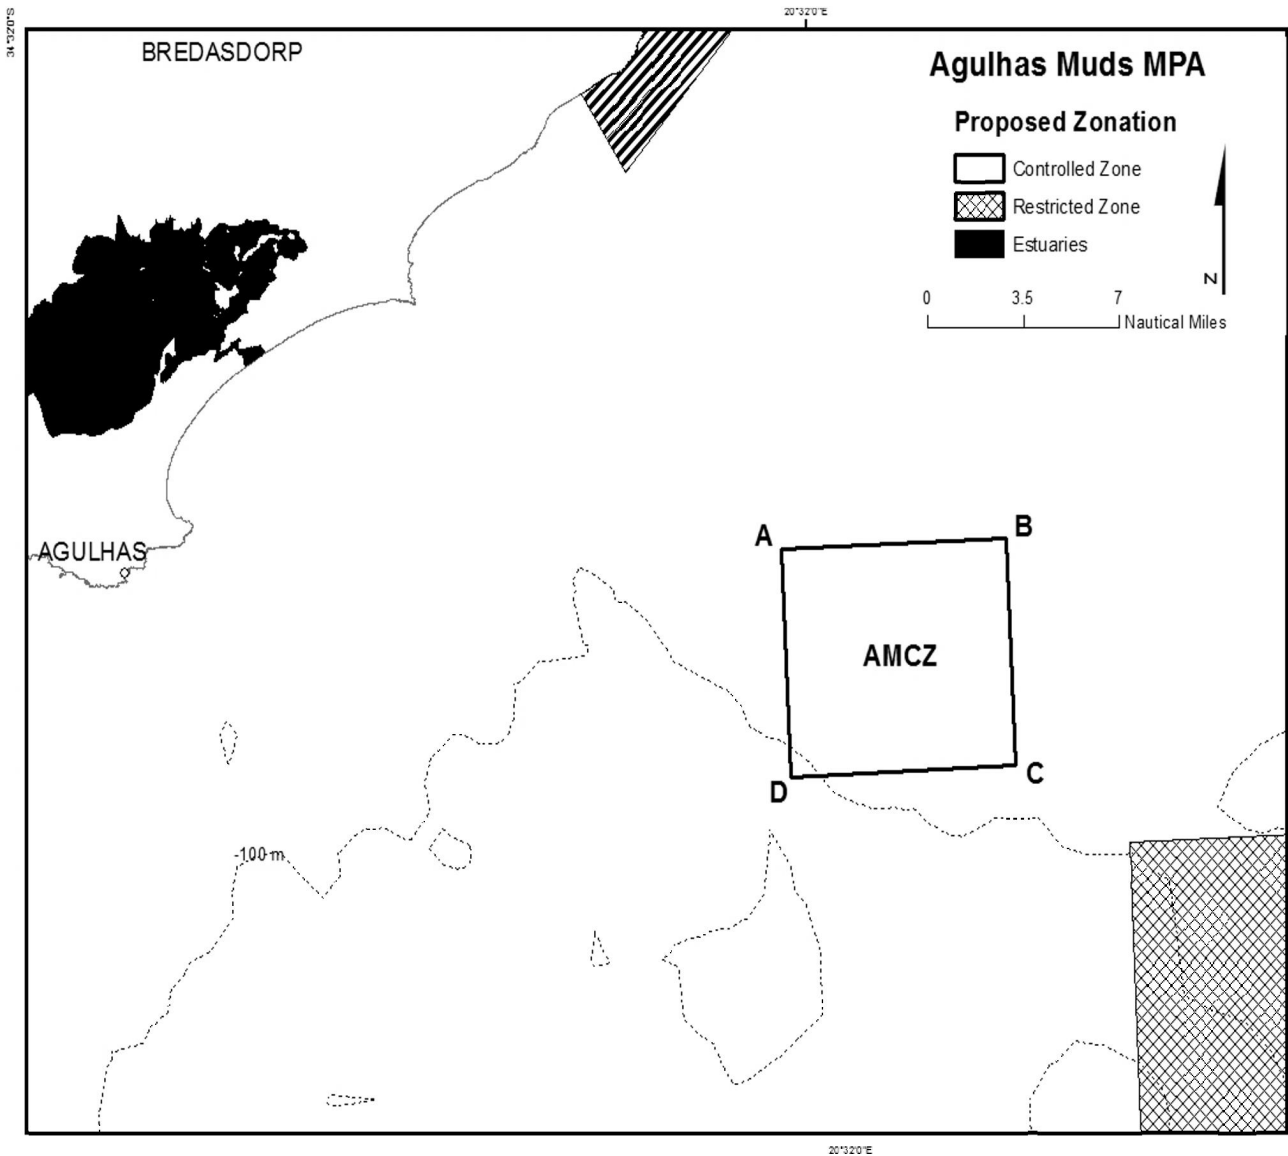 20°32'0"E
34°32'0"S
BREDASDORP
Agulhas Muds MPA
Proposed Zonation
Controlled Zone
Restricted Zone
Estuaries
Z
0 3.5 7
Nautical Miles
A
B
AGULHAS
AMCZ
C
D
-100 m
20°32'0"E